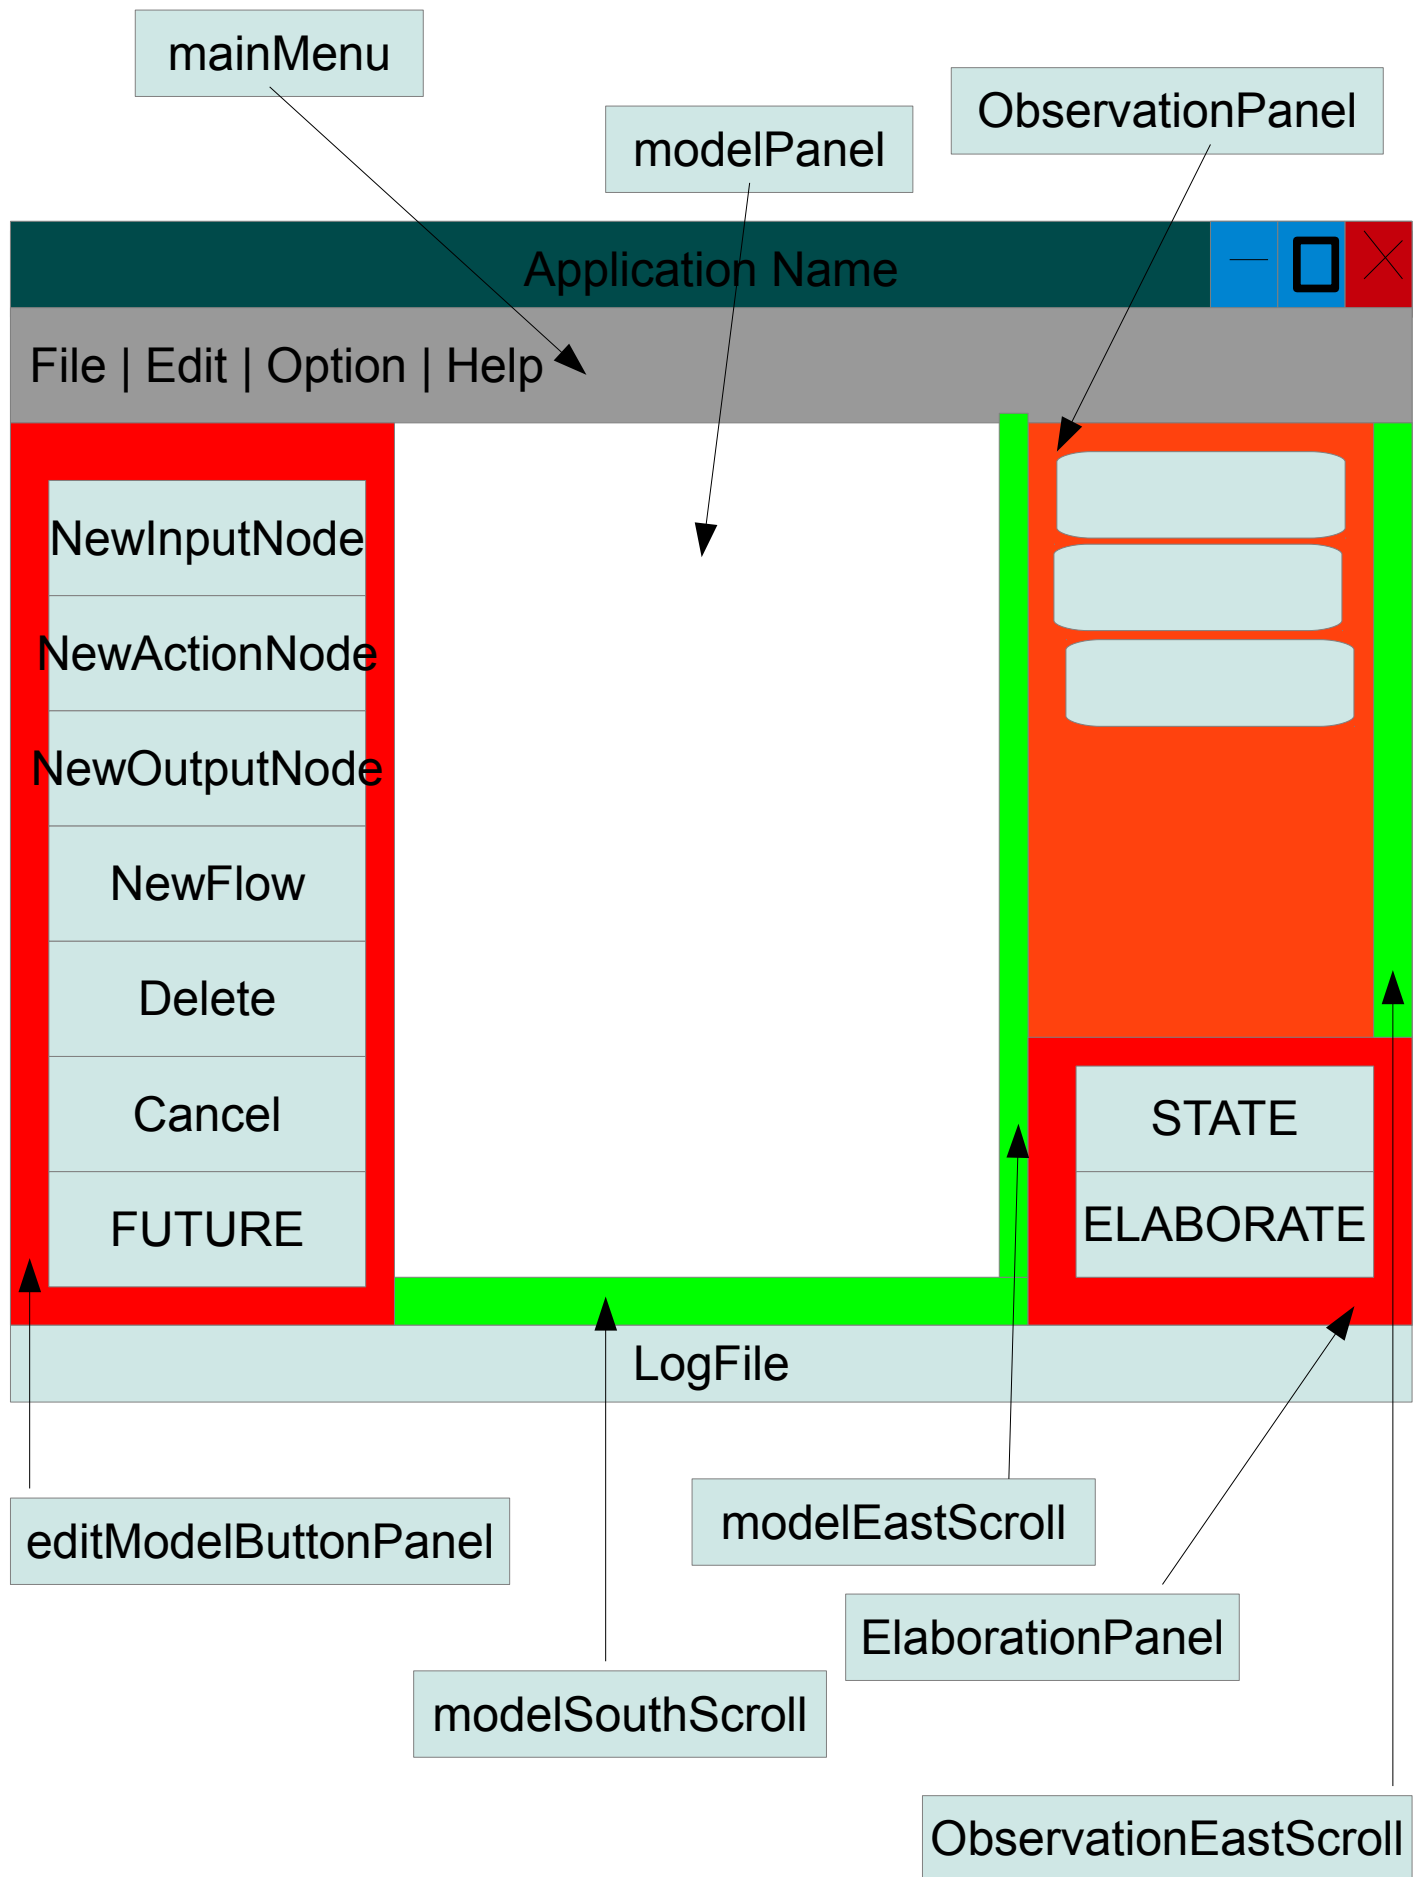 mainMenu
ObservationPanel
modelPanel
Application Name
File | Edit | Option | Help
NewInputNode
NewActionNode
NewOutputNode
NewFlow
Delete
Cancel
FUTURE
STATE
ELABORATE
LogFile
editModelButtonPanel
modelEastScroll
ElaborationPanel
modelSouthScroll
ObservationEastScroll